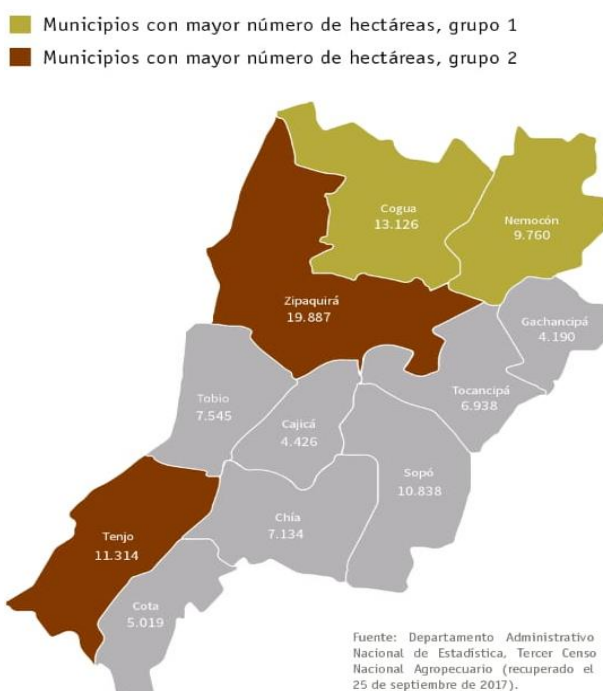 Municipios con mayor número de hectáreas, grupo 1
Municipios con mayor número de hectáreas, grupo 2
Cogua
13.126
Nemocón
9.760
Zipaquirá
19.887
Gachancipá
4.190
Tobio
7.545
Tocancipá
6.938
Cajicá
4.426
Sopó
10.838
Chía
7.134
Tenjo
11.314
Cota
5.019
Fuente: Departamento Administrativo
Nacional de Estadística, Tercer Censo
Nacional Agropecuario (recuperado el
25 de septiembre de 2017).